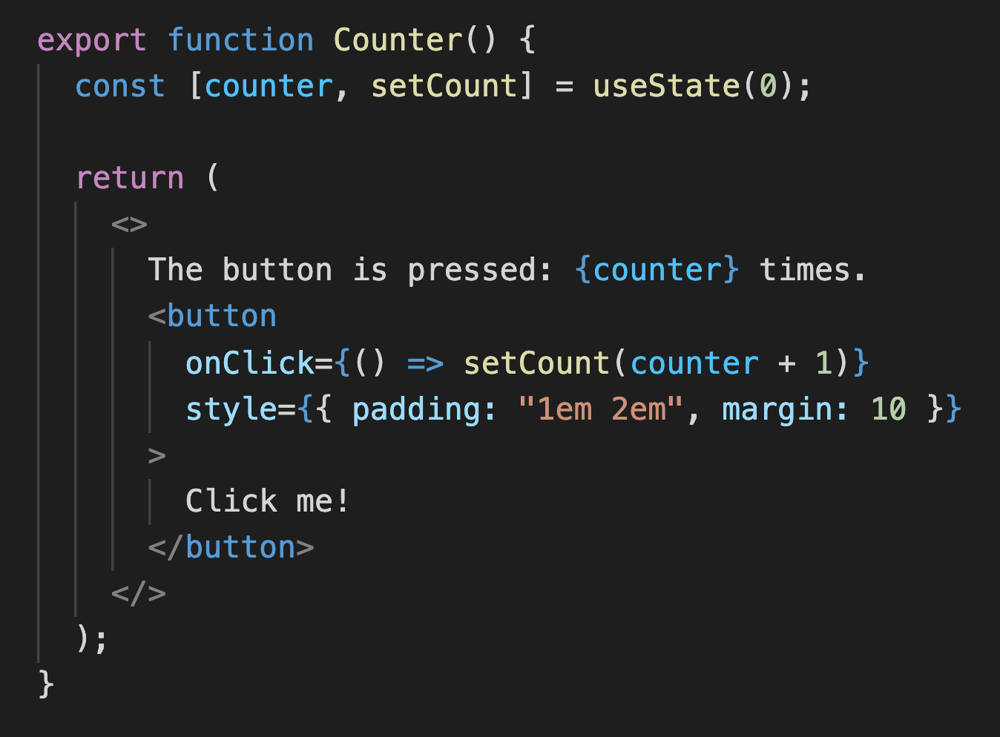 export function Counter() {
  const [counter, setCount] = useState(0);

  return (
    <>
      The button is pressed: {counter} times.
      <button
        onClick={() => setCount(counter + 1)}
        style={{ padding: "1em 2em", margin: 10 }}
      >
        Click me!
      </button>
    </>
  );
}